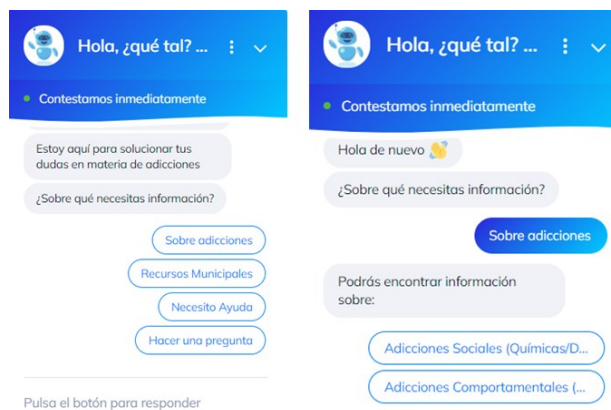 Hola, ¿qué tal? ...
Contestamos inmediatamente
Estoy aquí para solucionar tus
dudas en materia de adicciones
¿Sobre qué necesitas información?
Sobre adicciones
Recursos Municipales
Necesito Ayuda
Hacer una pregunta
Pulsa el botón para responder
Hola, ¿qué tal? ...
Contestamos inmediatamente
Hola de nuevo 👋
¿Sobre qué necesitas información?
Sobre adicciones
Podrás encontrar información
sobre:
Adicciones Sociales (Químicas/D...
Adicciones Comportamentales (...